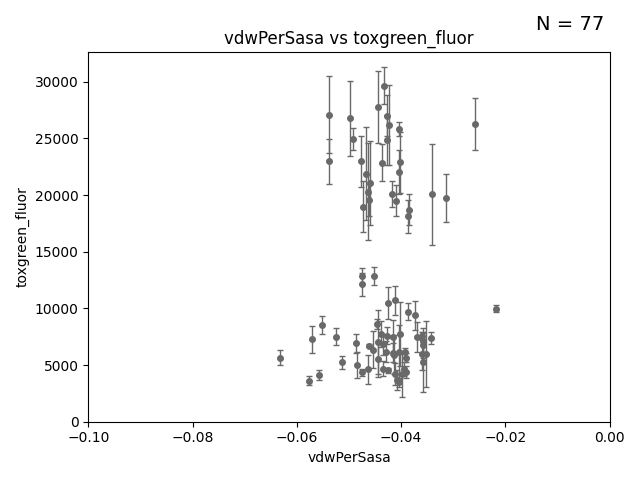 N = 77
vdwPerSasa vs toxgreen_fluor
30000
25000
20000
15000
10000
5000
0
toxgreen_fluor
−0.10 −0.08 −0.06 −0.04 −0.02 0.00
vdwPerSasa